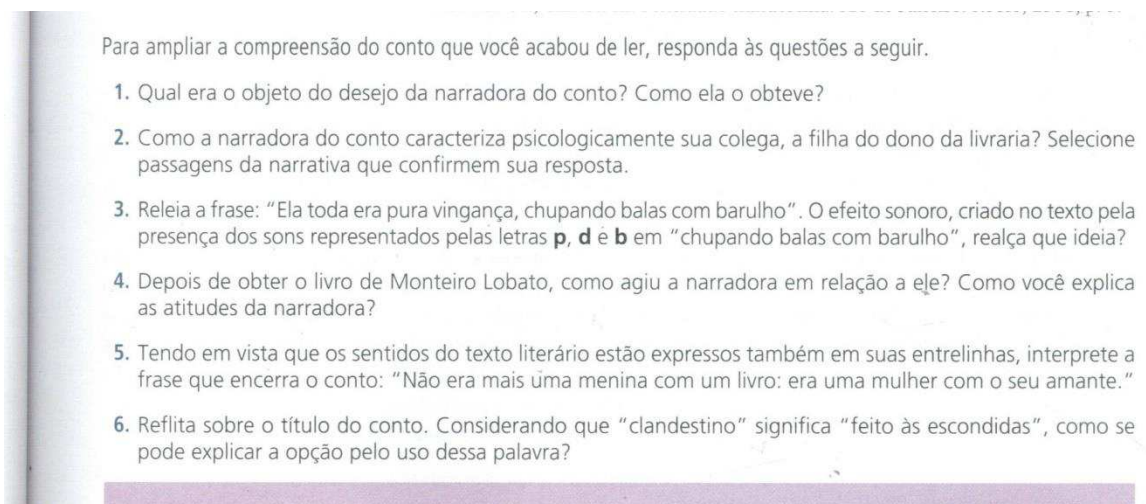 Para ampliar a compreensão do conto que você acabou de ler, responda às questões a seguir.
1. Qual era o objeto do desejo da narradora do conto? Como ela o obteve?
2. Como a narradora do conto caracteriza psicologicamente sua colega, a filha do dono da livraria? Selecione
passagens da narrativa que confirmem sua resposta.
3. Releia a frase: “Ela toda era pura vingança, chupando balas com barulho”. O efeito sonoro, criado no texto pela
presença dos sons representados pelas letras p, d e b em “chupando balas com barulho”, realça que ideia?
4. Depois de obter o livro de Monteiro Lobato, como agiu a narradora em relação a ele? Como você explica
as atitudes da narradora?
5. Tendo em vista que os sentidos do texto literário estão expressos também em suas entrelinhas, interprete a
frase que encerra o conto: “Não era mais uma menina com um livro: era uma mulher com o seu amante.”
6. Reflita sobre o título do conto. Considerando que “clandestino” significa “feito às escondidas”, como se
pode explicar a opção pelo uso dessa palavra?